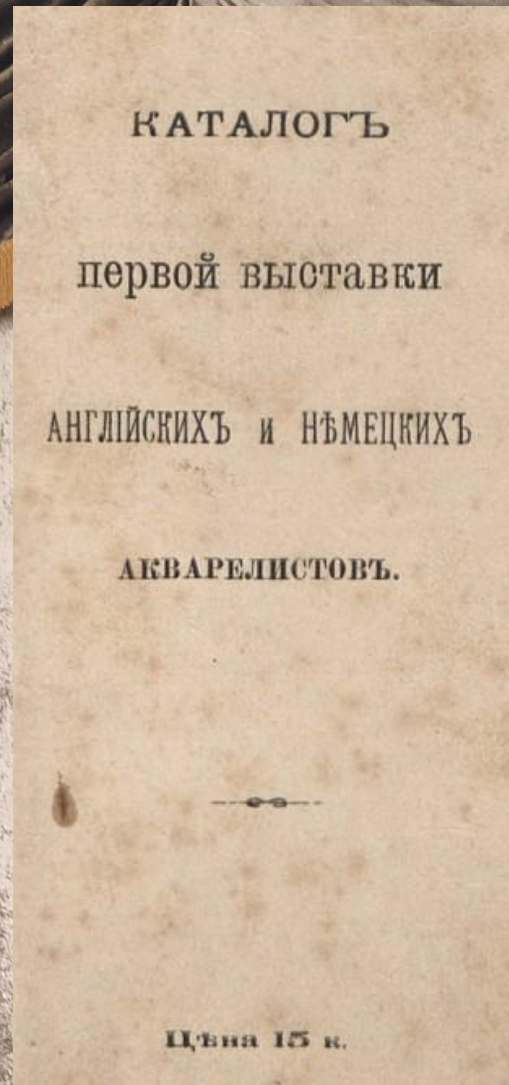 КАТАЛОГЪ
первой выставки
АНГЛІЙСКИХЪ и НѢМЕЦКИХЪ
АКВАРЕЛИСТОВЪ.
Цѣна 15 к.